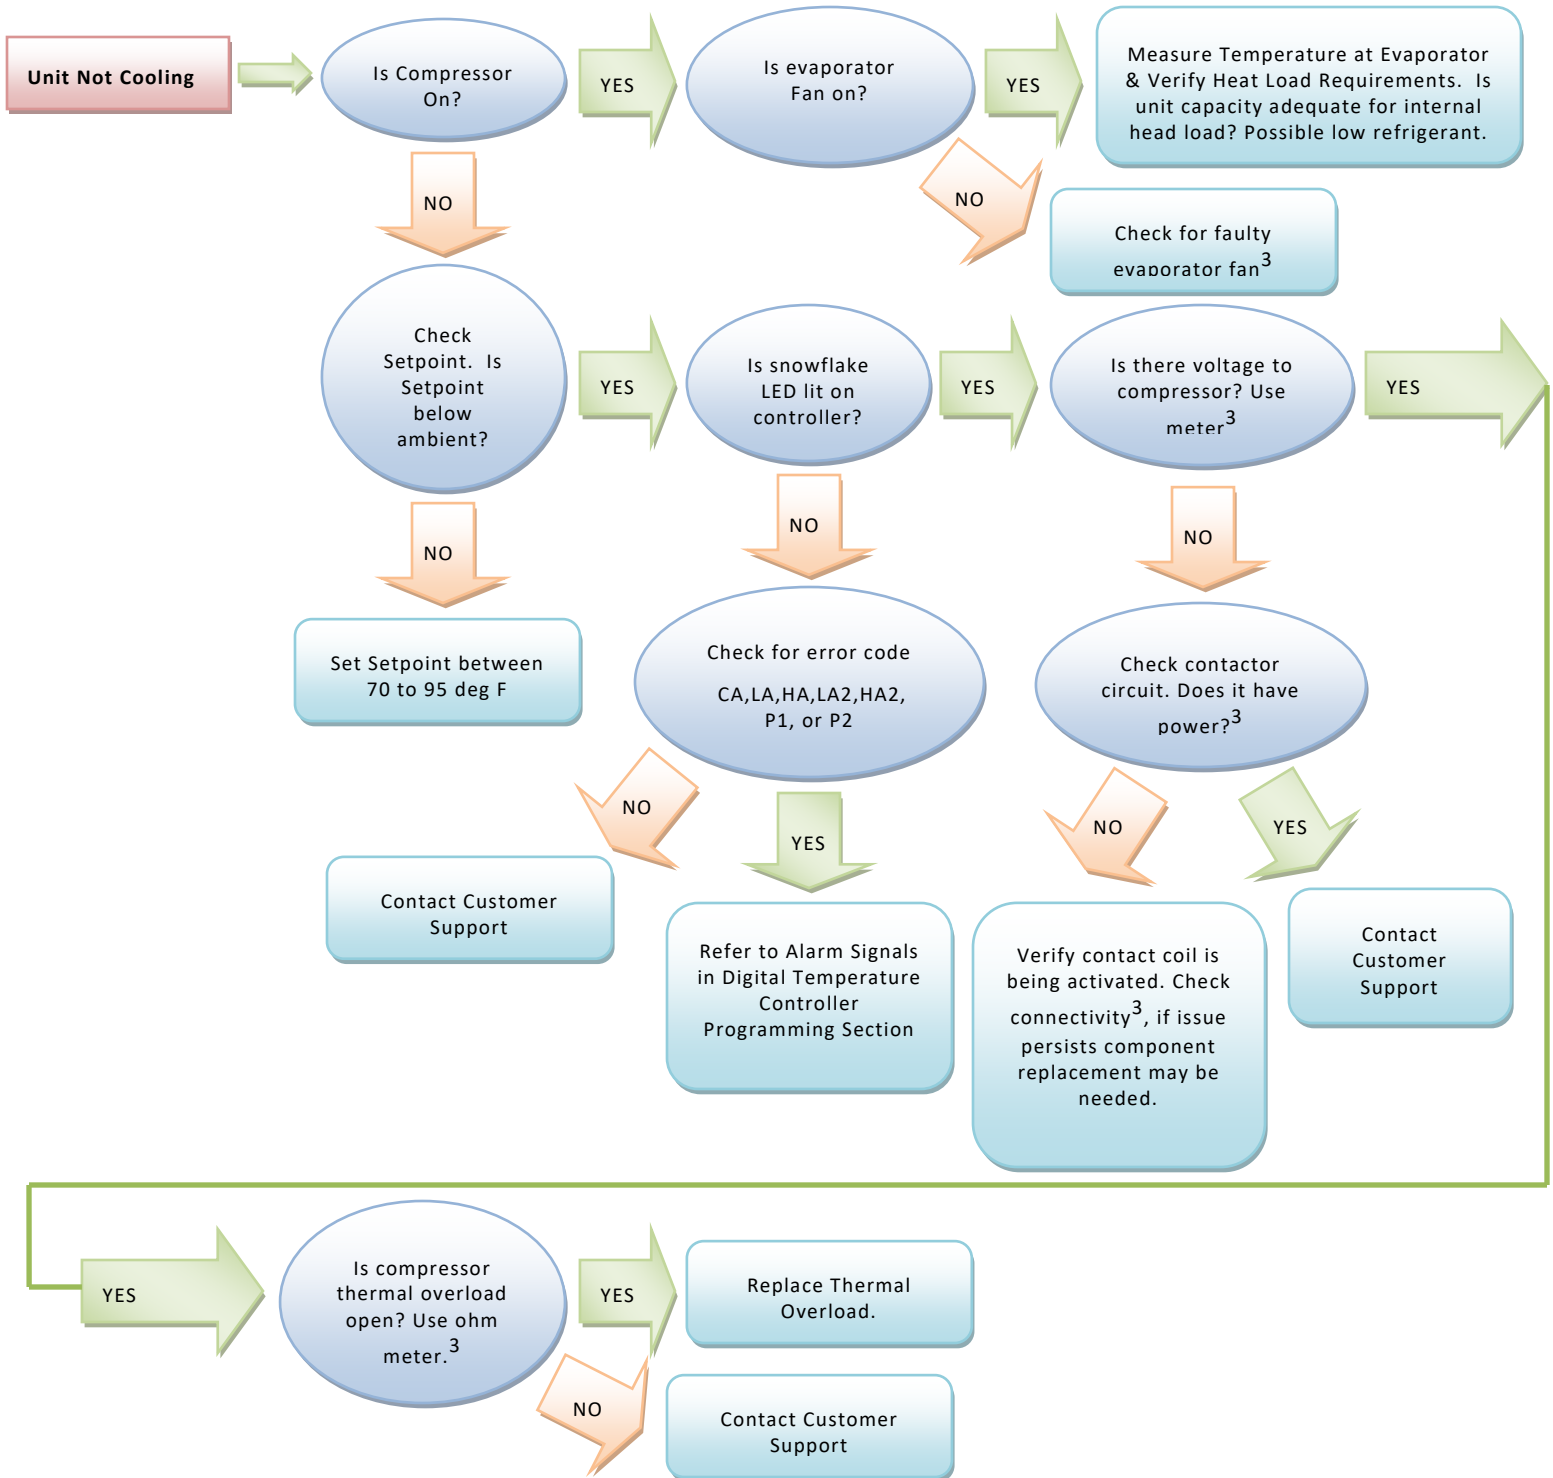 Unit Not Cooling
Is Compressor
On?
YES
Is evaporator
Fan on?
YES
Measure Temperature at Evaporator
& Verify Heat Load Requirements.  Is
unit capacity adequate for internal
head load? Possible low refrigerant.
NO
NO
Check for faulty
evaporator fan3
Check
Setpoint.  Is
Setpoint
below
ambient?
YES
Is snowflake
LED lit on
controller?
YES
Is there voltage to
compressor? Use
meter3
YES
NO
NO
NO
Set Setpoint between
70 to 95 deg F
Check for error code
CA,LA,HA,LA2,HA2,
P1, or P2
Check contactor
circuit. Does it have
power?3
NO
YES
NO
YES
Contact Customer
Support
Refer to Alarm Signals
in Digital Temperature
Controller
Programming Section
Verify contact coil is
being activated. Check
connectivity3, if issue
persists component
replacement may be
needed.
Contact
Customer
Support
YES
Is compressor
thermal overload
open? Use ohm
meter.3
YES
Replace Thermal
Overload.
NO
Contact Customer
Support